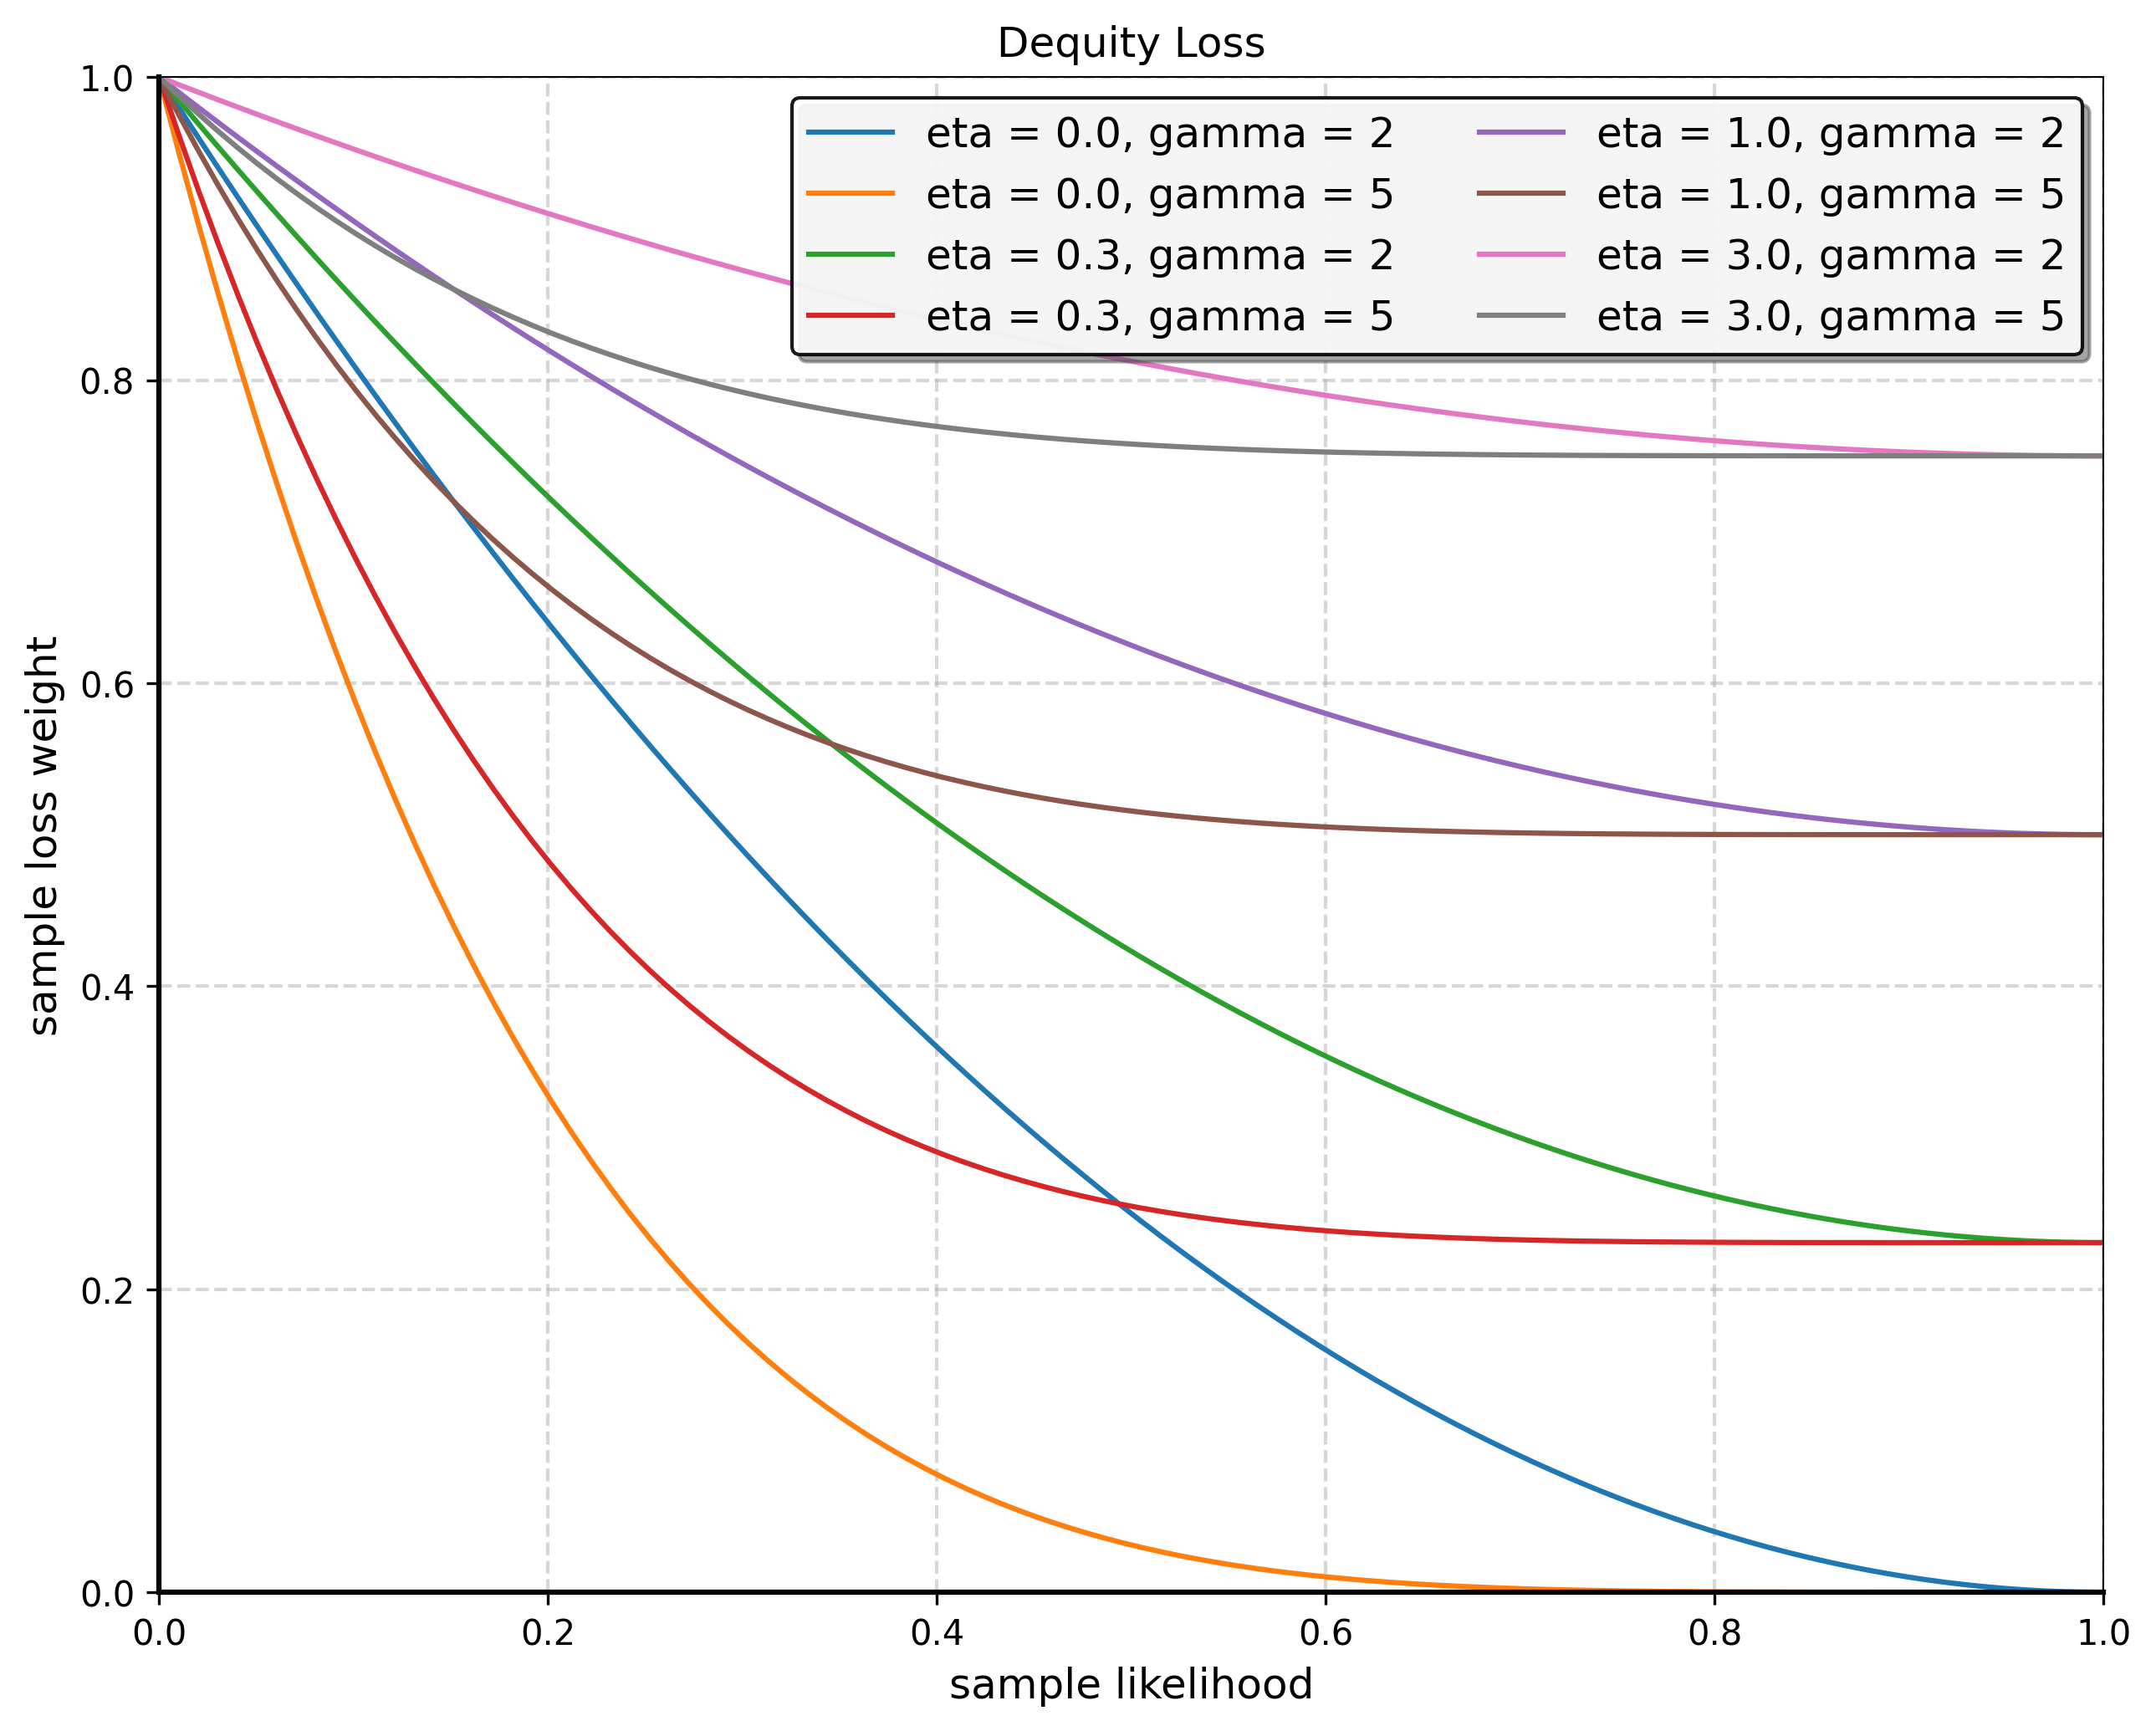 Dequity Loss
1.0
0.8
0.6
0.4
0.2
0.0
sample loss weight
eta = 0.0, gamma = 2
eta = 0.0, gamma = 5
eta = 0.3, gamma = 2
eta = 0.3, gamma = 5
eta = 1.0, gamma = 2
eta = 1.0, gamma = 5
eta = 3.0, gamma = 2
eta = 3.0, gamma = 5
0.0 0.2 0.4 0.6 0.8 1.0
sample likelihood